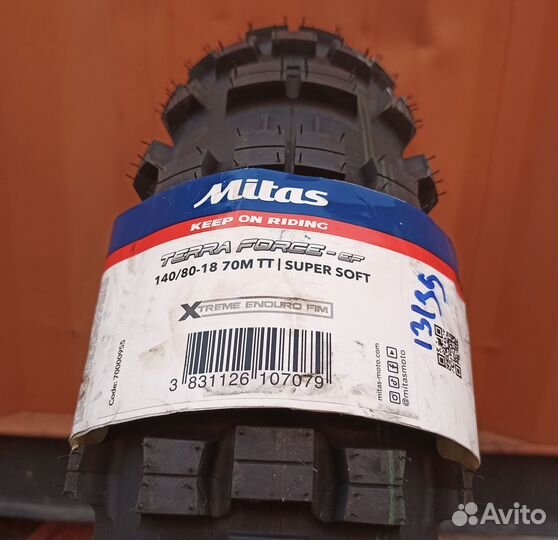 Mitas
KEEP ON RIDING
TERRA FORCE-EF
140/80-18 70M TT | SUPER SOFT
XTREME ENDURO FIM
3 831126 107079
Code: 70000955
mitas-moto.com
mitasmoto
@mitasmoto
13135
Avito